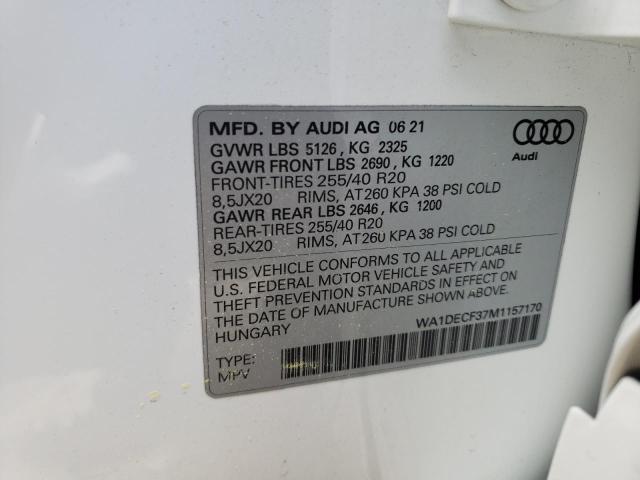 MFD. BY AUDI AG 06 21
GVWR LBS 5126, KG 2325
GAWR FRONT LBS 2690, KG 1220
FRONT-TIRES 255/40 R20
8,5JX20 RIMS, AT260 KPA 38 PSI COLD
GAWR REAR LBS 2646, KG 1200
REAR-TIRES 255/40 R20
8,5JX20 RIMS, AT260 KPA 38 PSI COLD
Audi
THIS VEHICLE CONFORMS TO ALL APPLICABLE
U.S. FEDERAL MOTOR VEHICLE SAFETY AND
THEFT PREVENTION STANDARDS IN EFFECT ON
THE DATE OF MANUFACTURE SHOWN ABOVE.
HUNGARY
WA1DECF37M1157170
TYPE:
MPV